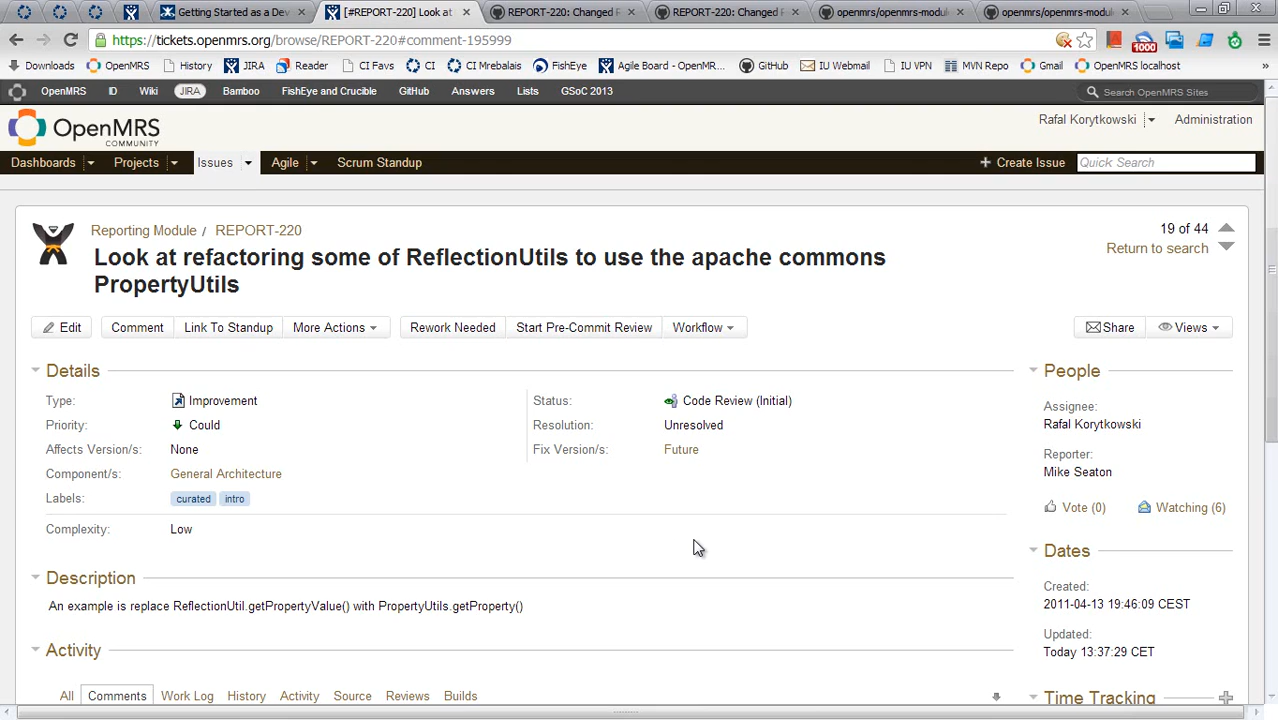 Getting Started as a Dev
[#REPORT-220] Look at
REPORT-220: Changed F
REPORT-220: Changed F
openmrs/openmrs-modul
openmrs/openmrs-modul
https://tickets.openmrs.org/browse/REPORT-220#comment-195999
1000
Downloads OpenMRS History JIRA Reader CI Favs CI CI Mrebalais FishEye Agile Board - OpenMR... GitHub IU Webmail IU VPN MVN Repo Gmail OpenMRS localhost »
OpenMRS ID Wiki JIRA Bamboo FishEye and Crucible GitHub Answers Lists GSoC 2013 Search OpenMRS Sites
OpenMRS
COMMUNITY
Rafal Korytkowski Administration
Dashboards Projects Issues Agile Scrum Standup + Create Issue Quick Search
Reporting Module / REPORT-220
19 of 44
Look at refactoring some of ReflectionUtils to use the apache commons
PropertyUtils
Return to search
Edit Comment Link To Standup More Actions Rework Needed Start Pre-Commit Review Workflow Share Views
Details
Type: Improvement
Status: Code Review (Initial)
Priority: Could
Resolution: Unresolved
Affects Version/s: None
Fix Version/s: Future
Component/s: General Architecture
Labels: curated intro
Complexity: Low
People
Assignee:
Rafal Korytkowski
Reporter:
Mike Seaton
Vote (0) Watching (6)
Description
An example is replace ReflectionUtil.getPropertyValue() with PropertyUtils.getProperty()
Dates
Created:
2011-04-13 19:46:09 CEST
Updated:
Today 13:37:29 CET
Activity
All Comments Work Log History Activity Source Reviews Builds
Time Tracking